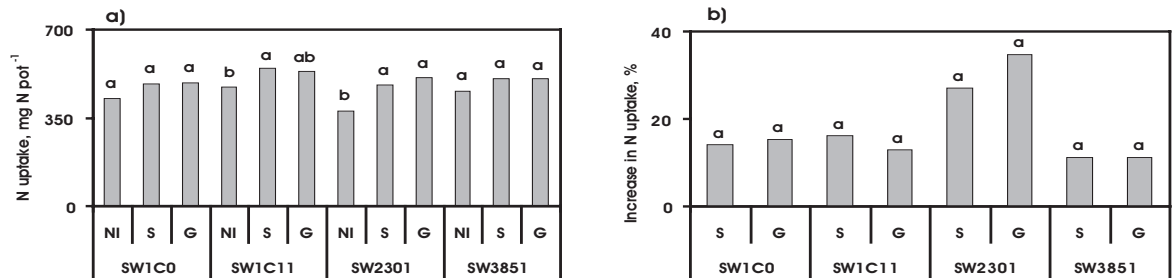 a)
N uptake, mg N pot⁻¹
700
350
0
a a a b a ab b a a a a a
NI S G NI S G NI S G NI S G
SW1C0 SW1C11 SW2301 SW3851
b)
Increase in N uptake, %
40
20
0
a a a a a a a a
S G S G S G S G
SW1C0 SW1C11 SW2301 SW3851